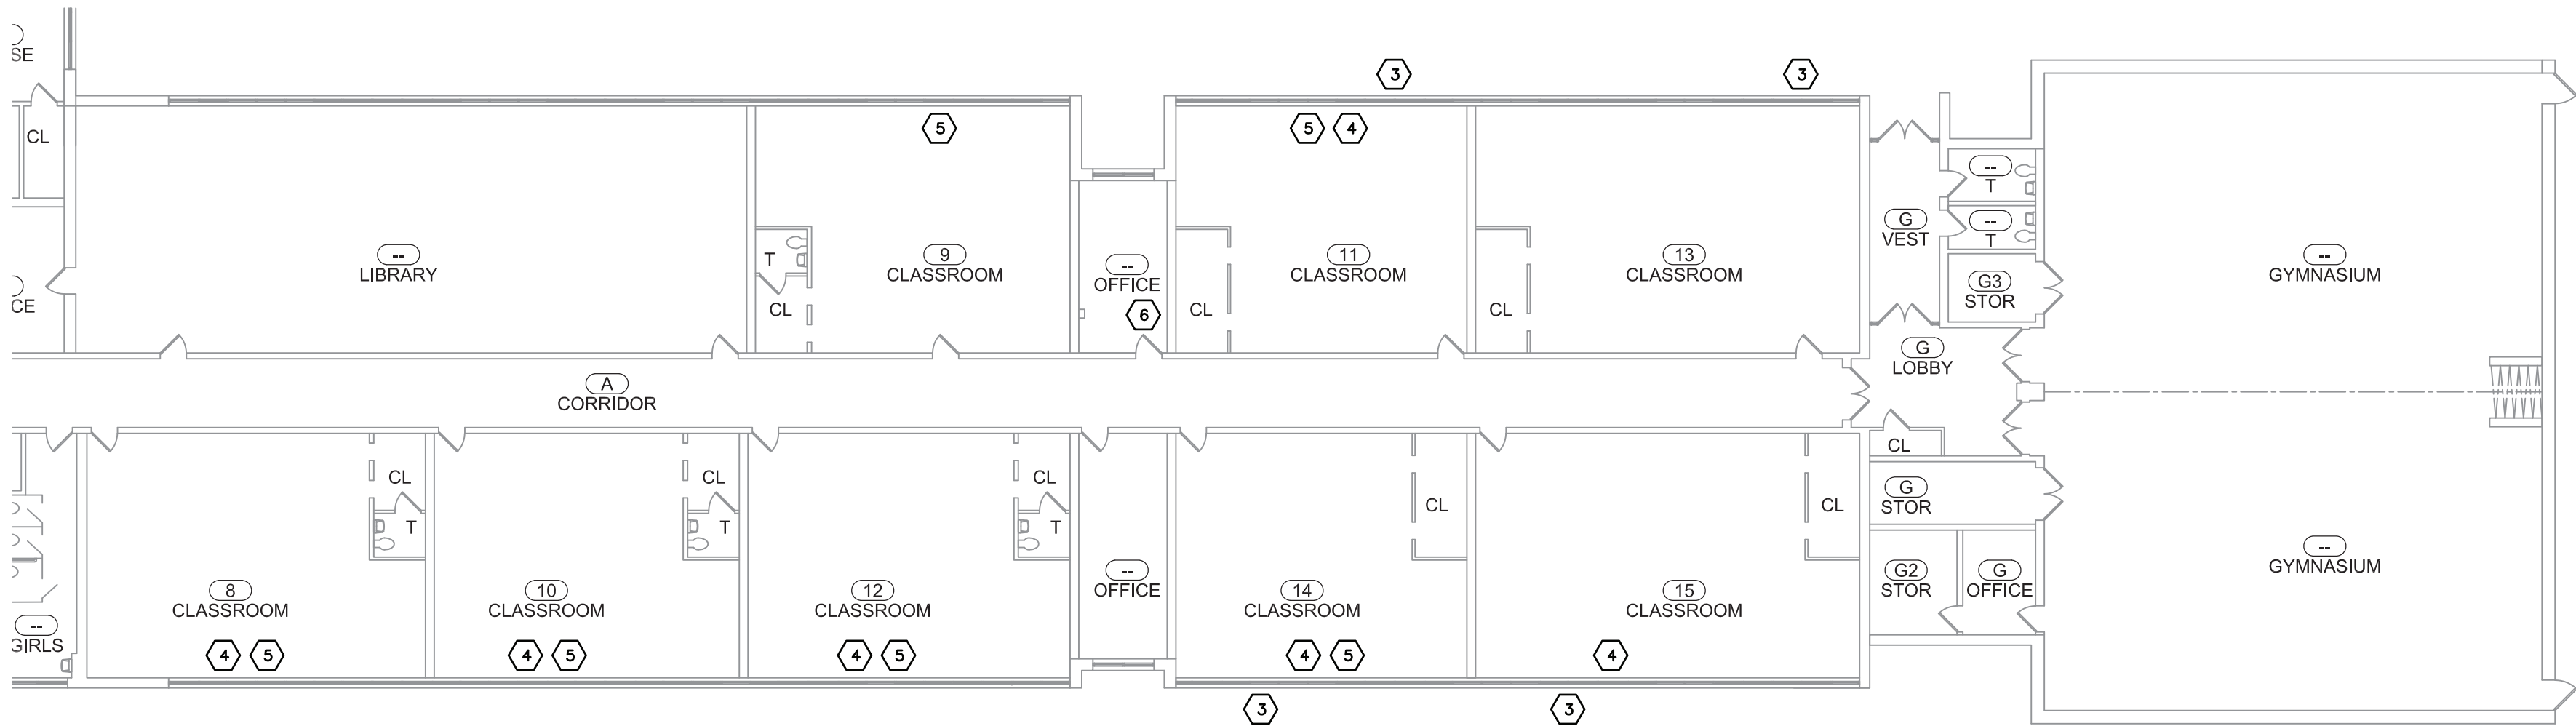 SE
3
3
CL
5
5
4
--
T
--
T
G
VEST
--
LIBRARY
T
9
CLASSROOM
--
OFFICE
11
CLASSROOM
13
CLASSROOM
--
GYMNASIUM
G3
STOR
CE
CL
6
CL
CL
G
LOBBY
A
CORRIDOR
CL
CL
CL
CL
CL
CL
T
T
T
G
STOR
--
GYMNASIUM
8
CLASSROOM
10
CLASSROOM
12
CLASSROOM
--
OFFICE
14
CLASSROOM
15
CLASSROOM
G2
STOR
G
OFFICE
--
GIRLS
4
5
4
5
4
5
4
5
4
3
3